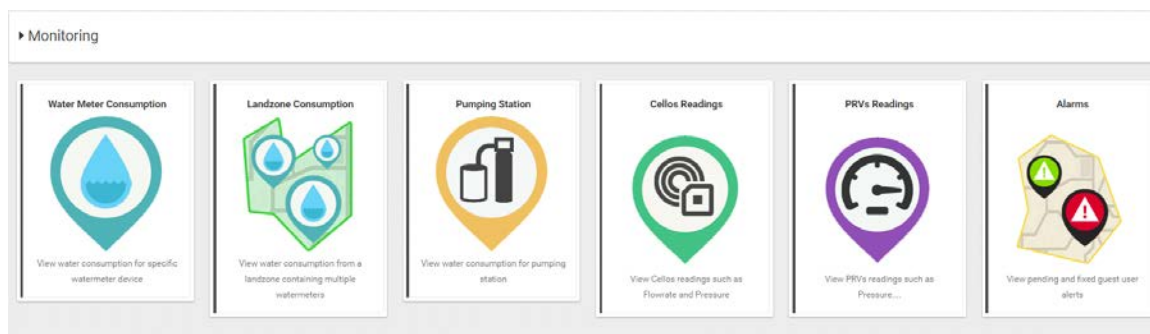 Monitoring
Water Meter Consumption
View water consumption for specific
watermeter device
Landzone Consumption
View water consumption from a
landzone containing multiple
watermeters
Pumping Station
View water consumption for pumping
station
Cellos Readings
View Cellos readings such as
Flowrate and Pressure
PRVs Readings
View PRVs readings such as
Pressure....
Alarms
View pending and fixed guest user
alerts